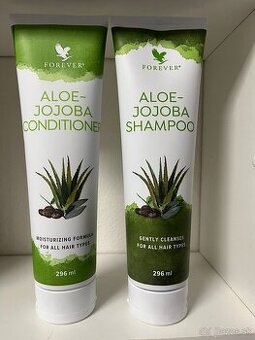 FOREVER
ALOE-
JOJOBA
CONDITIONER
MOISTURIZING FORMULA
FOR ALL HAIR TYPES
296 ml
FOREVER
ALOE-
JOJOBA
SHAMPOO
GENTLY CLEANSES
FOR ALL HAIR TYPES
296 ml